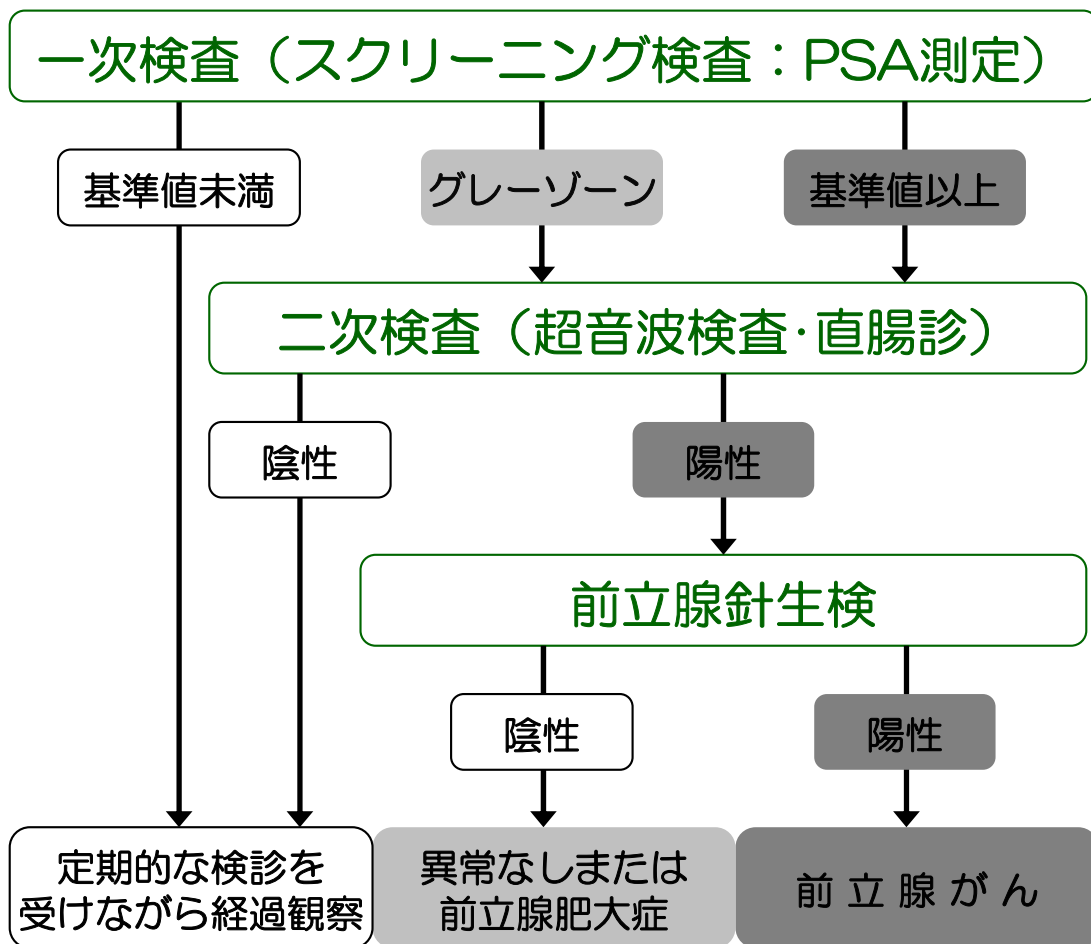 一次検査（スクリーニング検査：PSA測定）
基準値未満
グレーゾーン
基準値以上
二次検査（超音波検査･直腸診）
陰性
陽性
前立腺針生検
陰性
陽性
定期的な検診を
受けながら経過観察
異常なしまたは
前立腺肥大症
前立腺がん